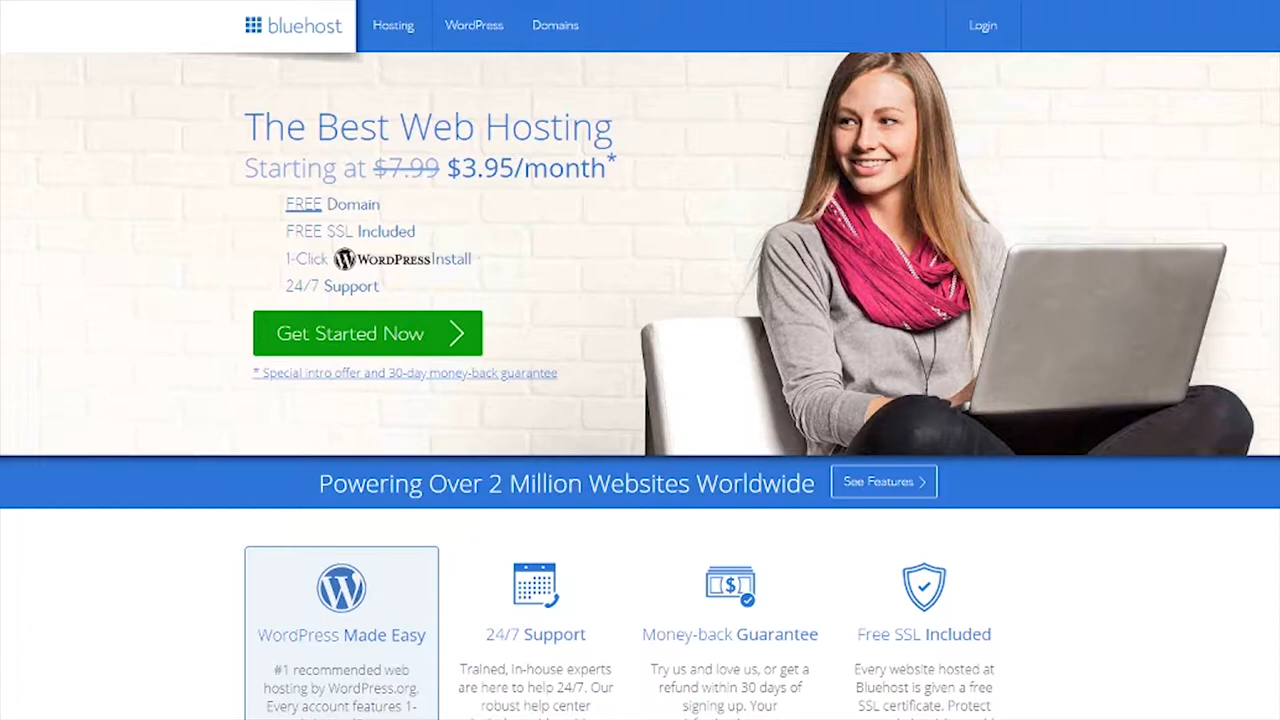 bluehost
Hosting
WordPress
Domains
Login
The Best Web Hosting
Starting at $7.99 $3.95/month*
FREE Domain
FREE SSL Included
1-Click WORDPRESS Install
24/7 Support
Get Started Now
* Special intro offer and 30-day money-back guarantee
Powering Over 2 Million Websites Worldwide
See Features
WordPress Made Easy
#1 recommended web
hosting by WordPress.org.
Every account features 1-
24/7 Support
Trained, in-house experts
are here to help 24/7. Our
robust help center
Money-back Guarantee
Try us and love us, or get a
refund within 30 days of
signing up. Your
Free SSL Included
Every website hosted at
Bluehost is given a free
SSL certificate. Protect